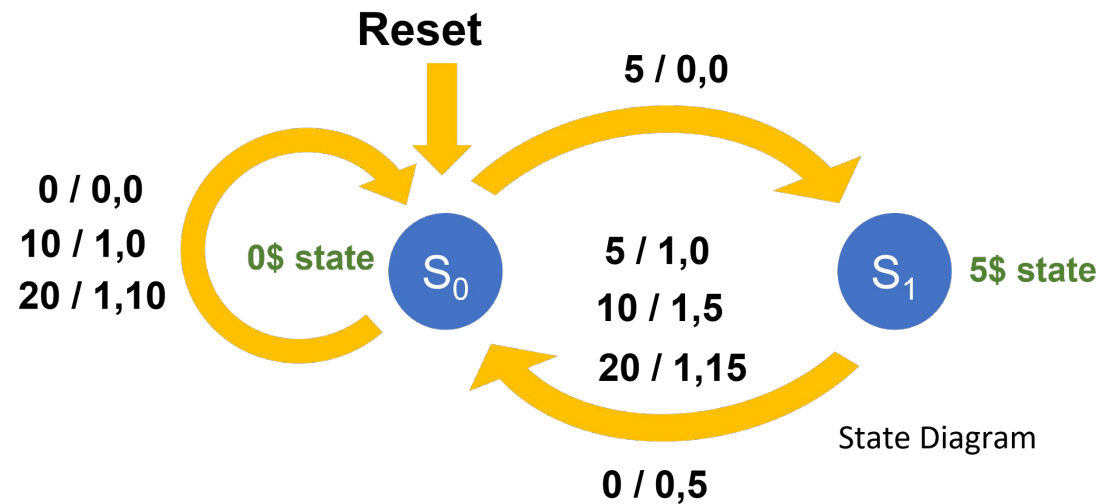 Reset
5 / 0,0
0 / 0,0
10 / 1,0
20 / 1,10
0$ state
S0
5 / 1,0
10 / 1,5
20 / 1,15
S1
5$ state
State Diagram
0 / 0,5